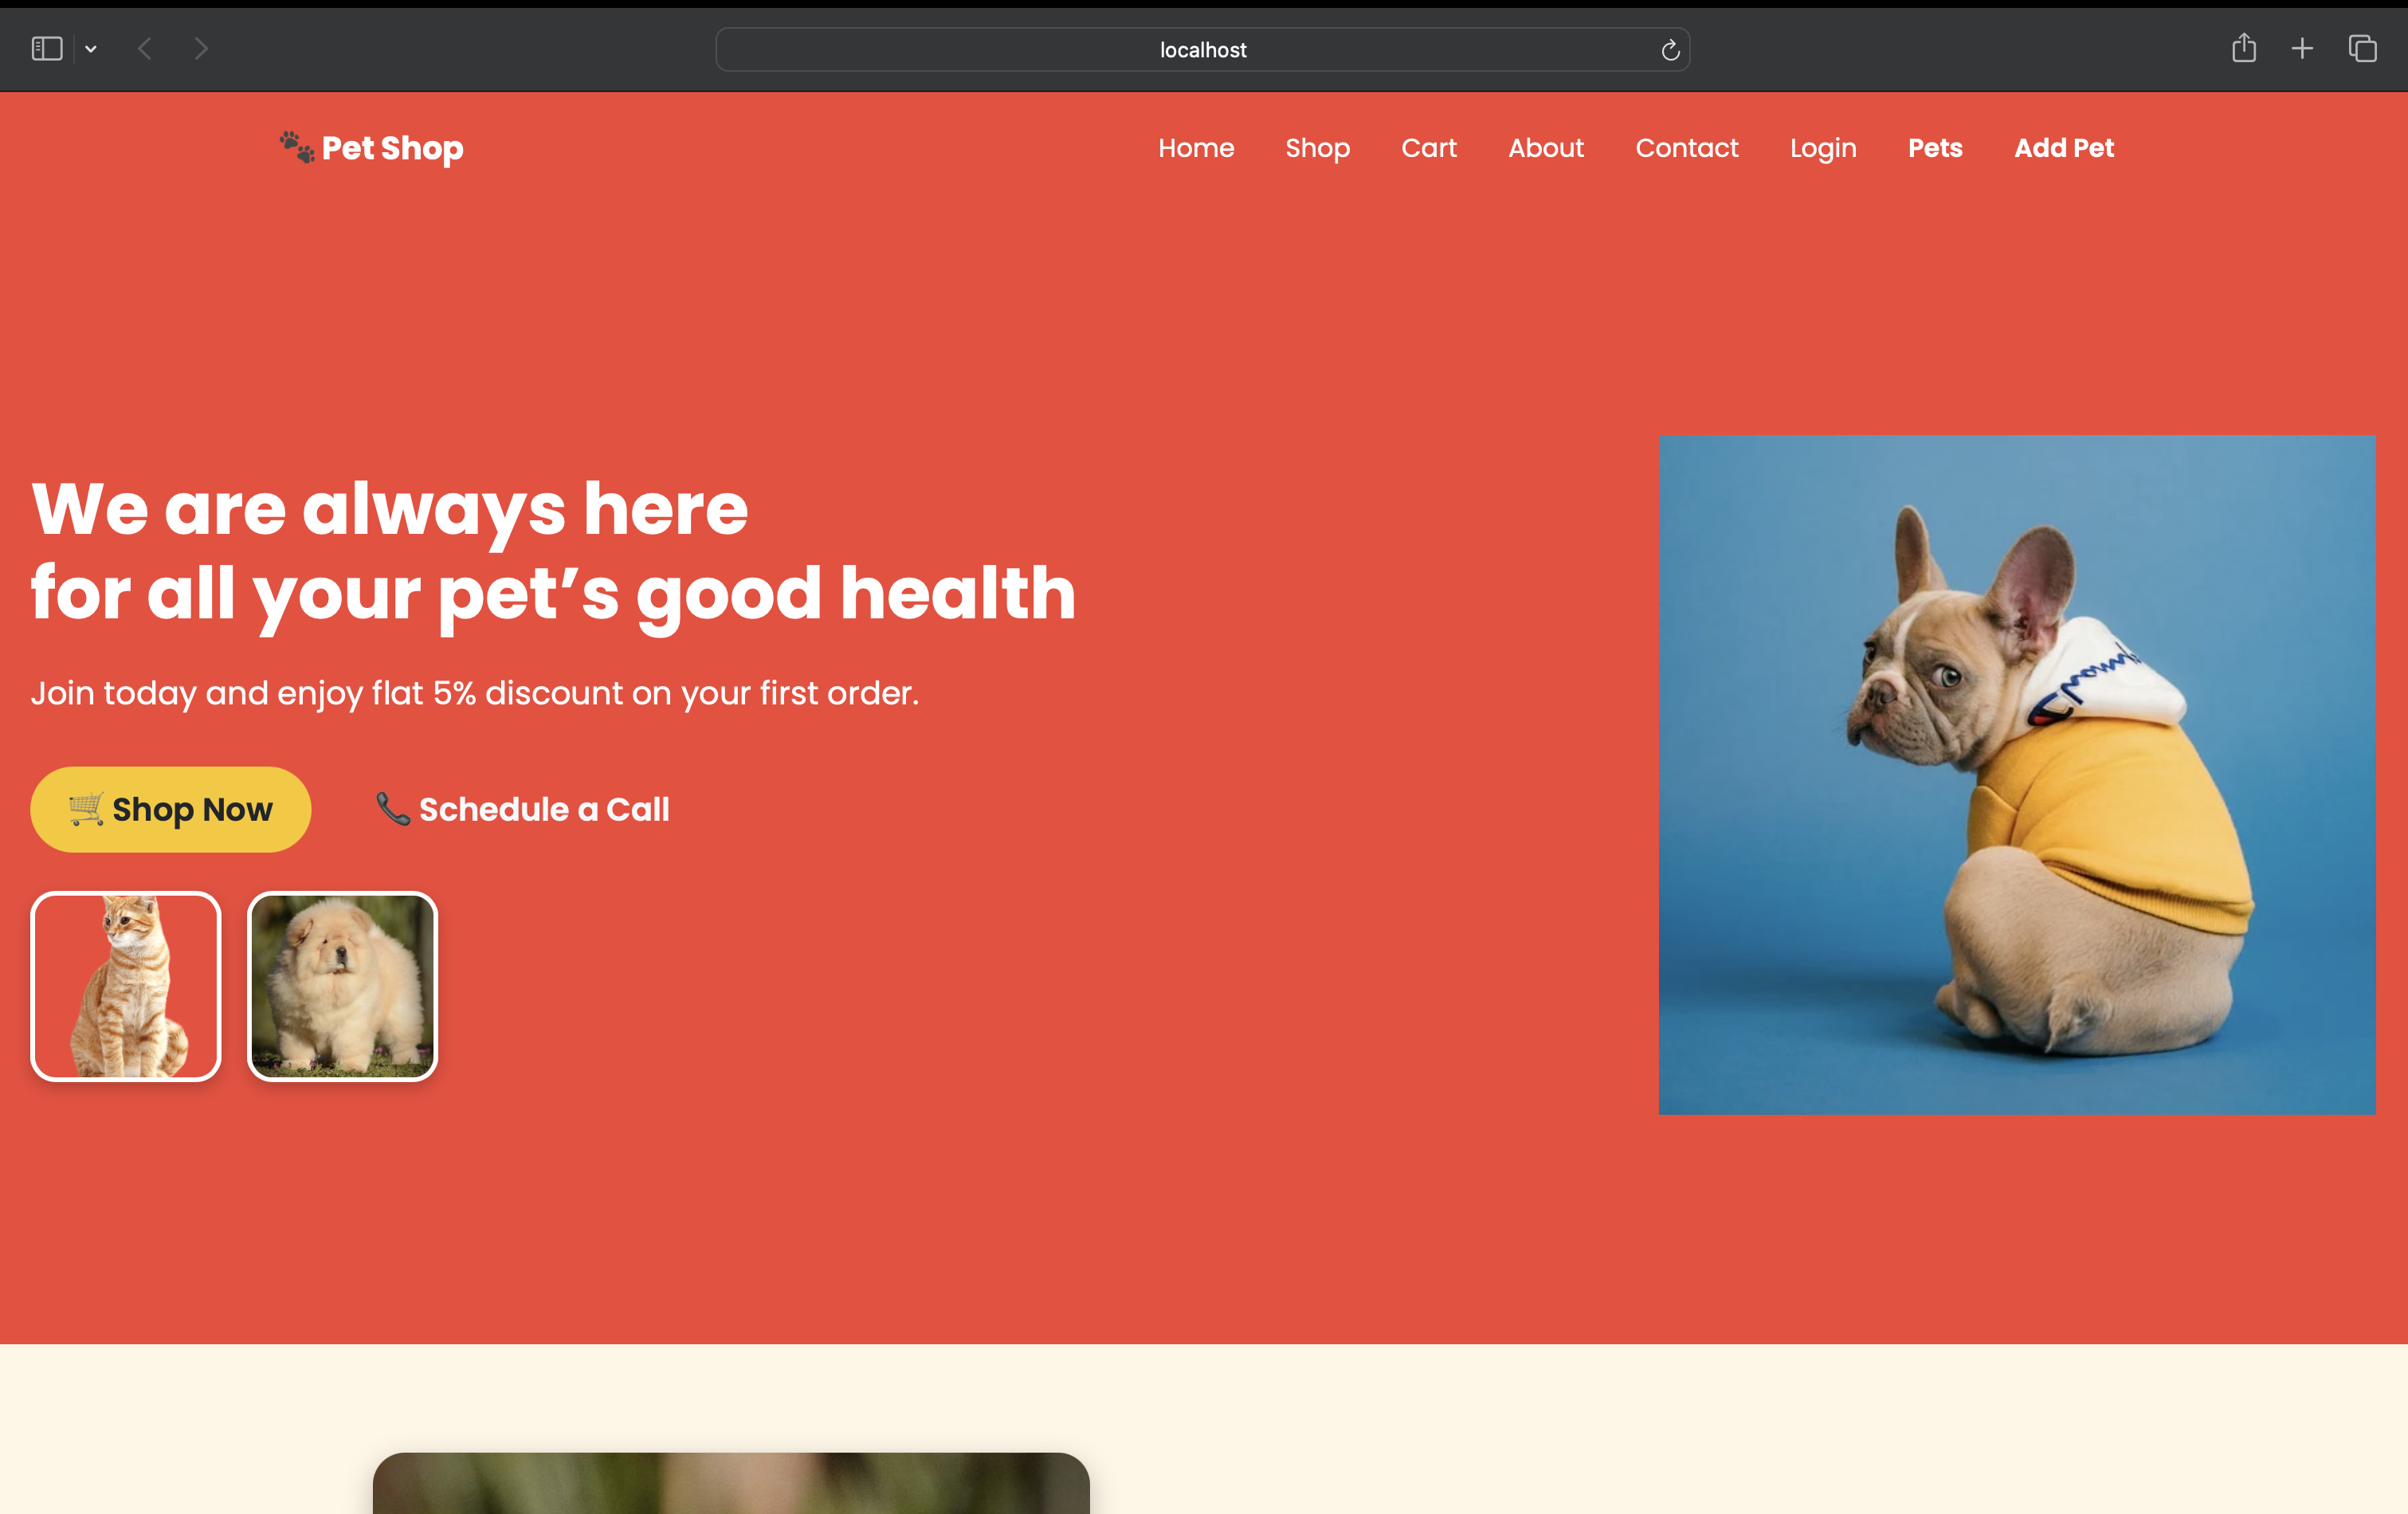 localhost
Pet Shop
Home Shop Cart About Contact Login Pets Add Pet
We are always here
for all your pet’s good health
Join today and enjoy flat 5% discount on your first order.
Shop Now
Schedule a Call